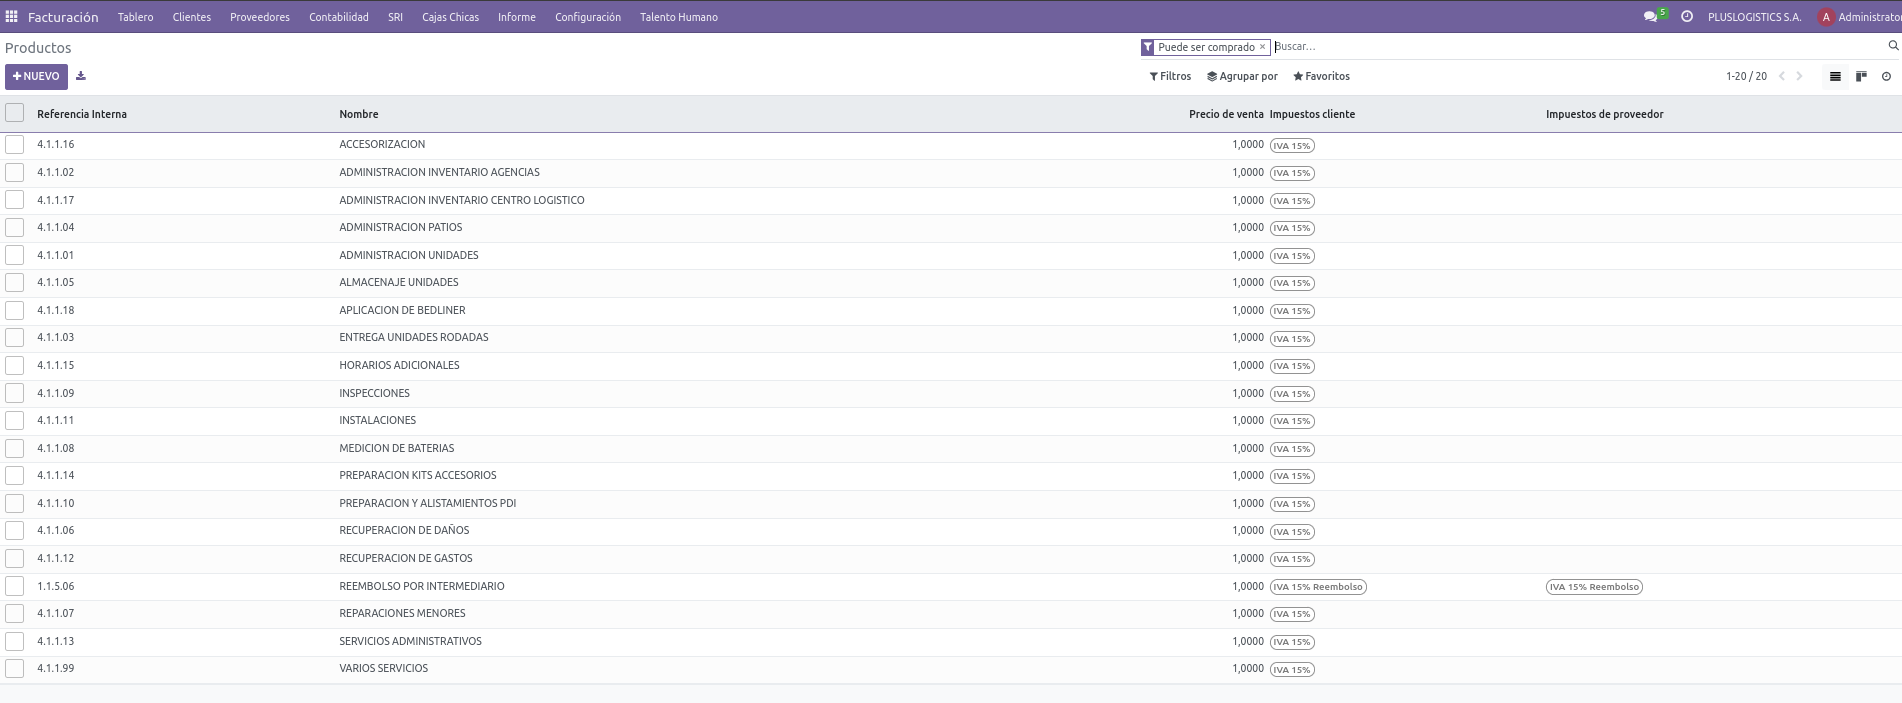 Facturación Tablero Clientes Proveedores Contabilidad SRI Cajas Chicas Informe Configuración Talento Humano 5 PLUSLOGISTICS S.A. A Administrator
Productos Puede ser comprado × Buscar...
+ NUEVO Filtros Agrupar por Favoritos 1-20 / 20
Referencia Interna Nombre Precio de venta Impuestos cliente Impuestos de proveedor
4.1.1.16 ACCESORIZACION 1,0000 IVA 15%
4.1.1.02 ADMINISTRACION INVENTARIO AGENCIAS 1,0000 IVA 15%
4.1.1.17 ADMINISTRACION INVENTARIO CENTRO LOGISTICO 1,0000 IVA 15%
4.1.1.04 ADMINISTRACION PATIOS 1,0000 IVA 15%
4.1.1.01 ADMINISTRACION UNIDADES 1,0000 IVA 15%
4.1.1.05 ALMACENAJE UNIDADES 1,0000 IVA 15%
4.1.1.18 APLICACION DE BEDLINER 1,0000 IVA 15%
4.1.1.03 ENTREGA UNIDADES RODADAS 1,0000 IVA 15%
4.1.1.15 HORARIOS ADICIONALES 1,0000 IVA 15%
4.1.1.09 INSPECCIONES 1,0000 IVA 15%
4.1.1.11 INSTALACIONES 1,0000 IVA 15%
4.1.1.08 MEDICION DE BATERIAS 1,0000 IVA 15%
4.1.1.14 PREPARACION KITS ACCESORIOS 1,0000 IVA 15%
4.1.1.10 PREPARACION Y ALISTAMIENTOS PDI 1,0000 IVA 15%
4.1.1.06 RECUPERACION DE DAÑOS 1,0000 IVA 15%
4.1.1.12 RECUPERACION DE GASTOS 1,0000 IVA 15%
1.1.5.06 REEMBOLSO POR INTERMEDIARIO 1,0000 IVA 15% Reembolso IVA 15% Reembolso
4.1.1.07 REPARACIONES MENORES 1,0000 IVA 15%
4.1.1.13 SERVICIOS ADMINISTRATIVOS 1,0000 IVA 15%
4.1.1.99 VARIOS SERVICIOS 1,0000 IVA 15%